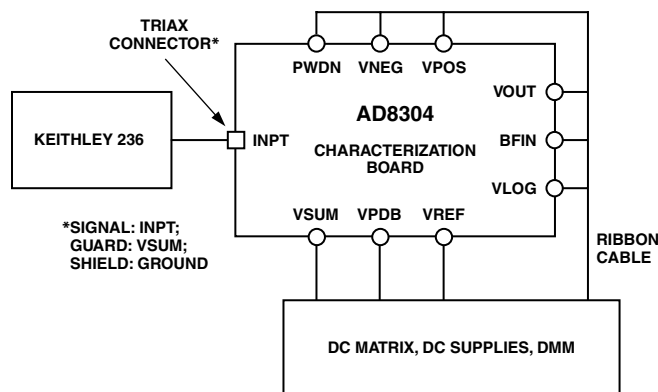 TRIAX
CONNECTOR*
PWDN VNEG VPOS
VOUT
AD8304
KEITHLEY 236
INPT
CHARACTERIZATION
BOARD
BFIN
VLOG
VSUM VPDB VREF
*SIGNAL: INPT;
GUARD: VSUM;
SHIELD: GROUND
RIBBON
CABLE
DC MATRIX, DC SUPPLIES, DMM